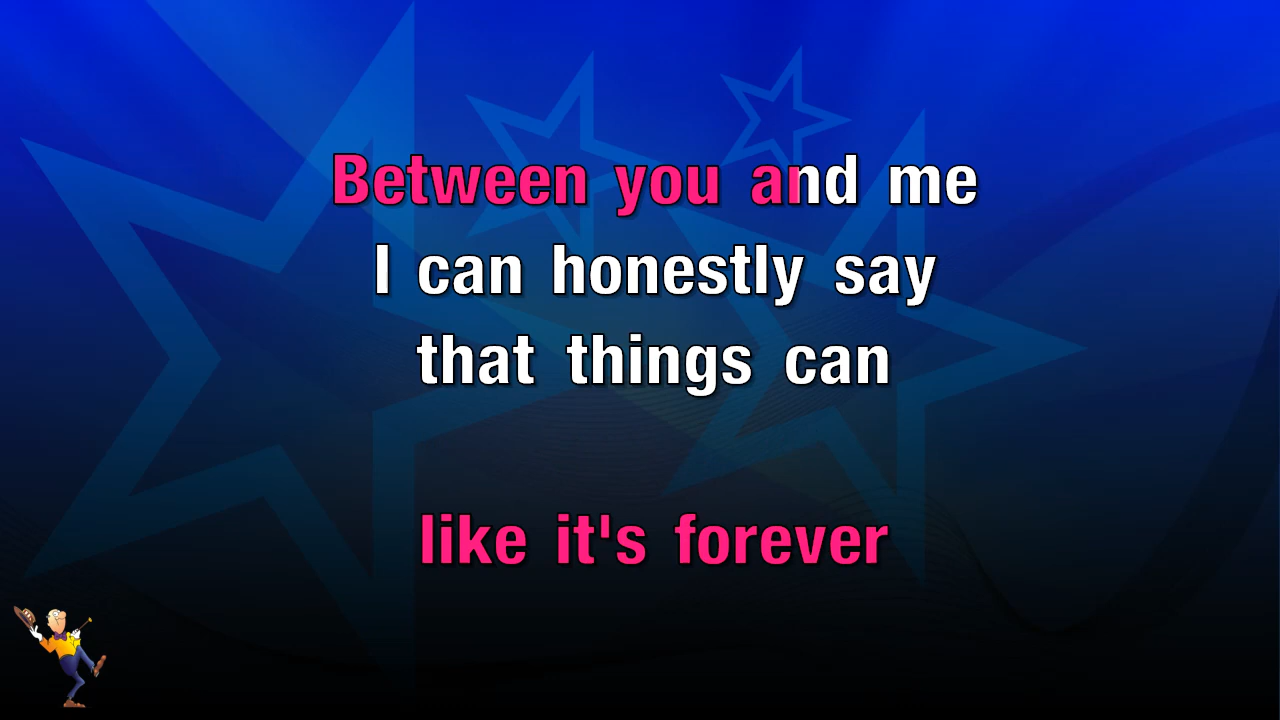 Between you and me
I can honestly say
that things can
like it's forever